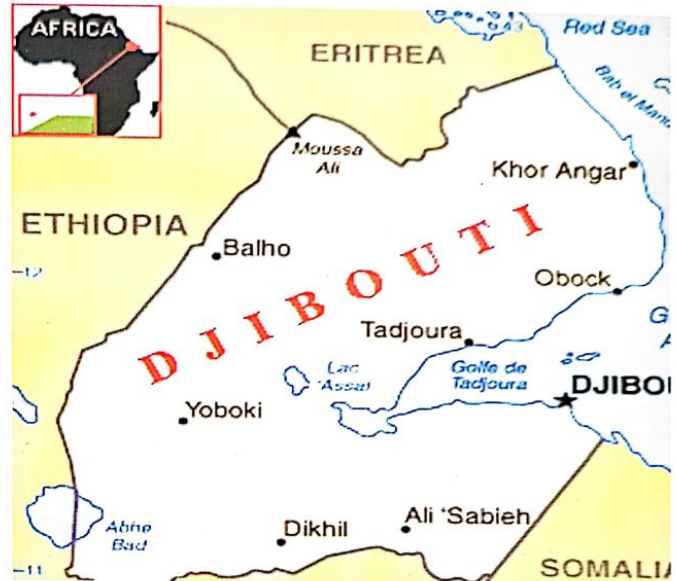 AFRICA
Red Sea
ERITREA
Bab el Mand
Moussa
Ali
Khor Angar
ETHIOPIA
Balho
12
DJIBOUTI
Obock
G
A
Tadjoura
Lac
'Assal
Golfe de
Tadjoura
DJIBOU
Yoboki
Abhe
Bad
Dikhil
Ali 'Sabieh
11
SOMALIA